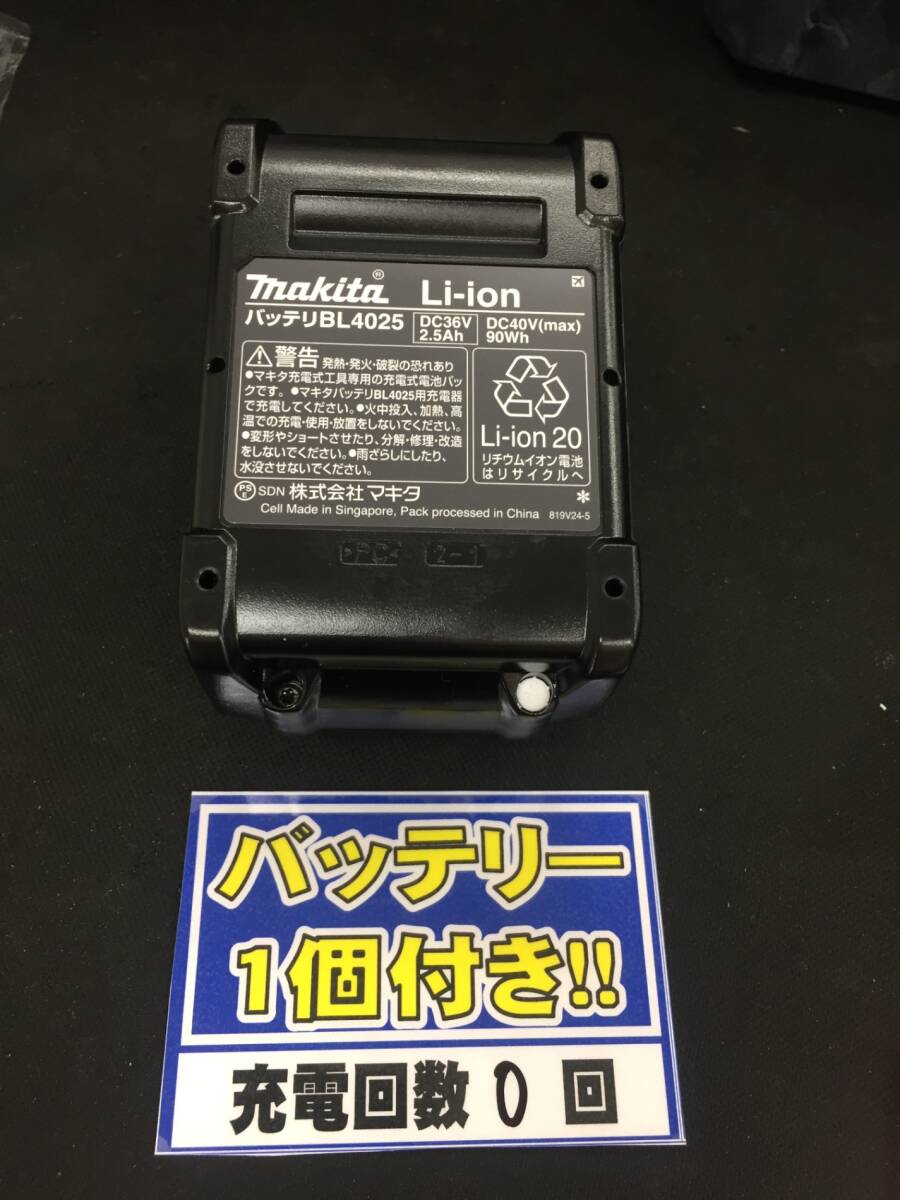 makita® Li-ion
バッテリBL4025
DC36V
2.5Ah
DC40V(max)
90Wh
警告 発熱・発火・破裂の恐れあり
●マキタ充電式工具専用の充電式電池パッ
クです。●マキタバッテリBL4025用充電器
で充電してください。●火中投入、加熱、高
温での充電・使用・放置をしないでください。
●変形やショートさせたり、分解・修理・改造
をしないでください。●雨ざらしにしたり、
水没させないでください。
Li-ion 20
リチウムイオン電池
はリサイクルへ
PSE SDN 株式会社 マキタ
*
Cell Made in Singapore, Pack processed in China 819V24-5
>PC< 2-1
バッテリー
1個付き!!
充電回数 0 回